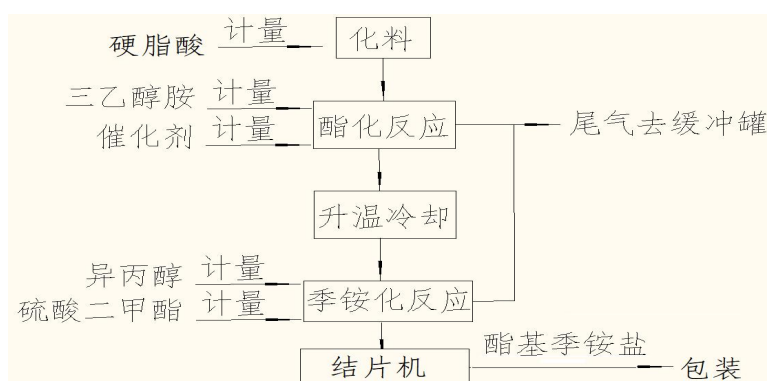 硬脂酸 计量 化料
三乙醇胺 计量
催化剂 计量
酯化反应
尾气去缓冲罐
升温冷却
异丙醇 计量
硫酸二甲酯 计量
季铵化反应
结片机
酯基季铵盐
包装